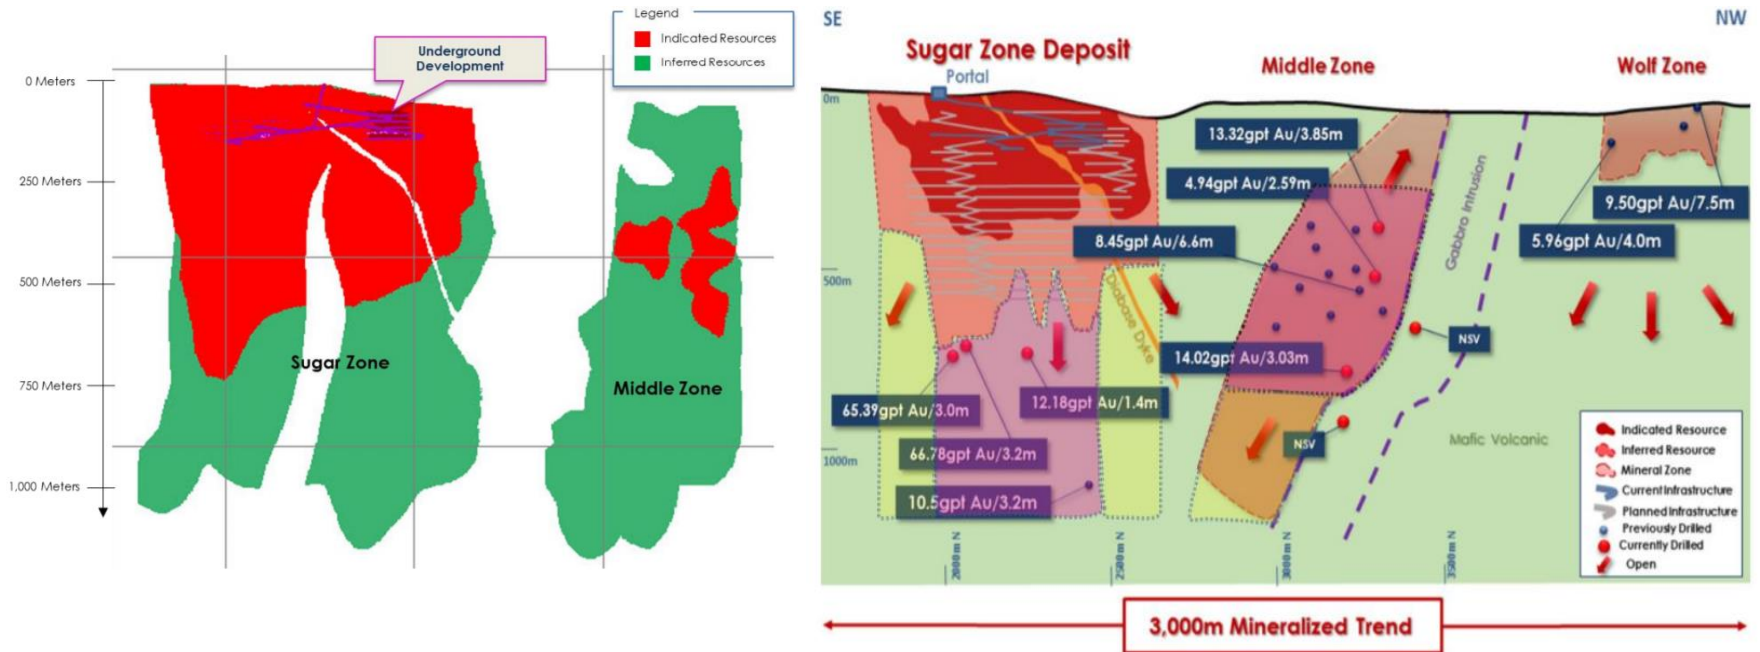 Legend
Indicated Resources
Inferred Resources
Underground
Development
0 Meters
250 Meters
500 Meters
750 Meters
1,000 Meters
Sugar Zone
Middle Zone
SE
NW
Sugar Zone Deposit
Middle Zone
Wolf Zone
Portal
0m
500m
1000m
13.32gpt Au/3.85m
4.94gpt Au/2.59m
8.45gpt Au/6.6m
14.02gpt Au/3.03m
9.50gpt Au/7.5m
5.96gpt Au/4.0m
65.39gpt Au/3.0m
12.18gpt Au/1.4m
66.78gpt Au/3.2m
10.5gpt Au/3.2m
NSV
NSV
Diabase Dyke
Gabbro Intrusion
Mafic Volcanic
Indicated Resource
Inferred Resource
Mineral Zone
Current Infrastructure
Planned Infrastructure
Previously Drilled
Currently Drilled
Open
2000m N
2500m N
3000m N
3500m N
3,000m Mineralized Trend